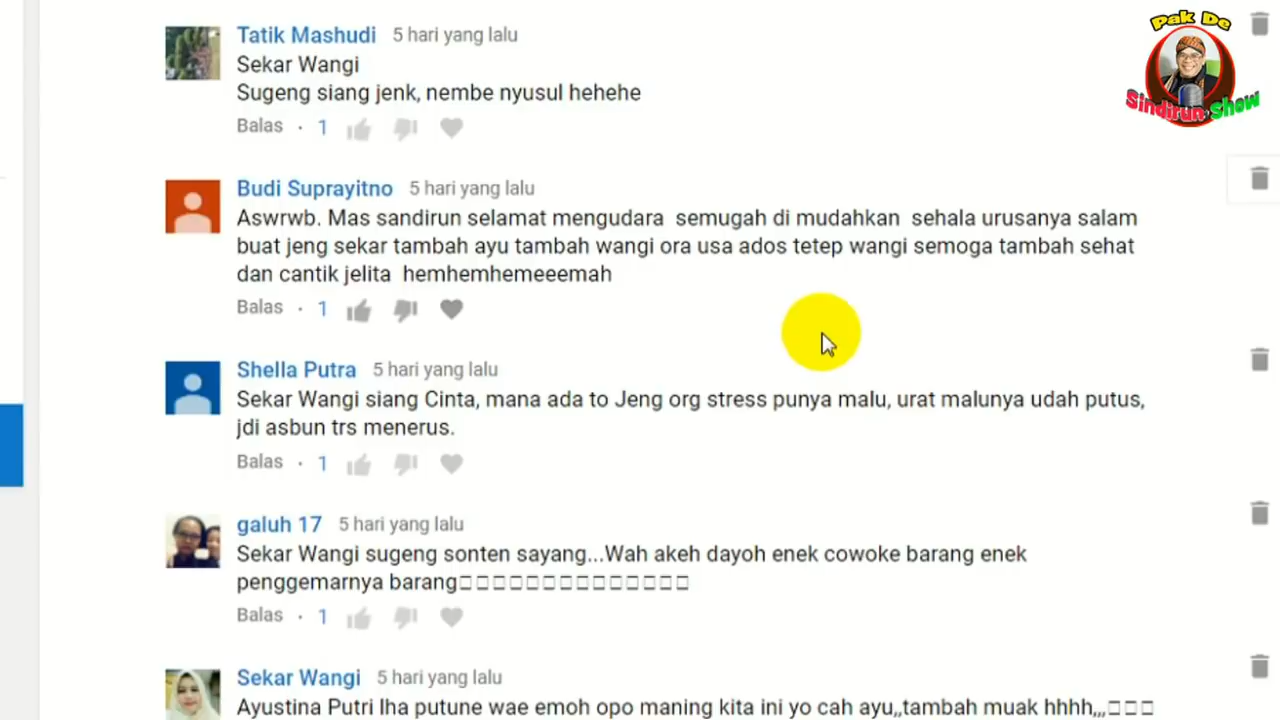 Pak De
Sindirun Show
Tatik Mashudi 5 hari yang lalu
Sekar Wangi
Sugeng siang jenk, nembe nyusul hehehe
Balas · 1
Budi Suprayitno 5 hari yang lalu
Aswrwb. Mas sandirun selamat mengudara semugah di mudahkan sehala urusanya salam
buat jeng sekar tambah ayu tambah wangi ora usa ados tetep wangi semoga tambah sehat
dan cantik jelita hemhemhemeeemah
Balas · 1
Shella Putra 5 hari yang lalu
Sekar Wangi siang Cinta, mana ada to Jeng org stress punya malu, urat malunya udah putus,
jdi asbun trs menerus.
Balas · 1
galuh 17 5 hari yang lalu
Sekar Wangi sugeng sonten sayang...Wah akeh dayoh enek cowoke barang enek
penggemarnya barang□□□□□□□□□□□□□□
Balas · 1
Sekar Wangi 5 hari yang lalu
Ayustina Putri lha putune wae emoh opo maning kita ini yo cah ayu,,tambah muak hhhh,,,□□□